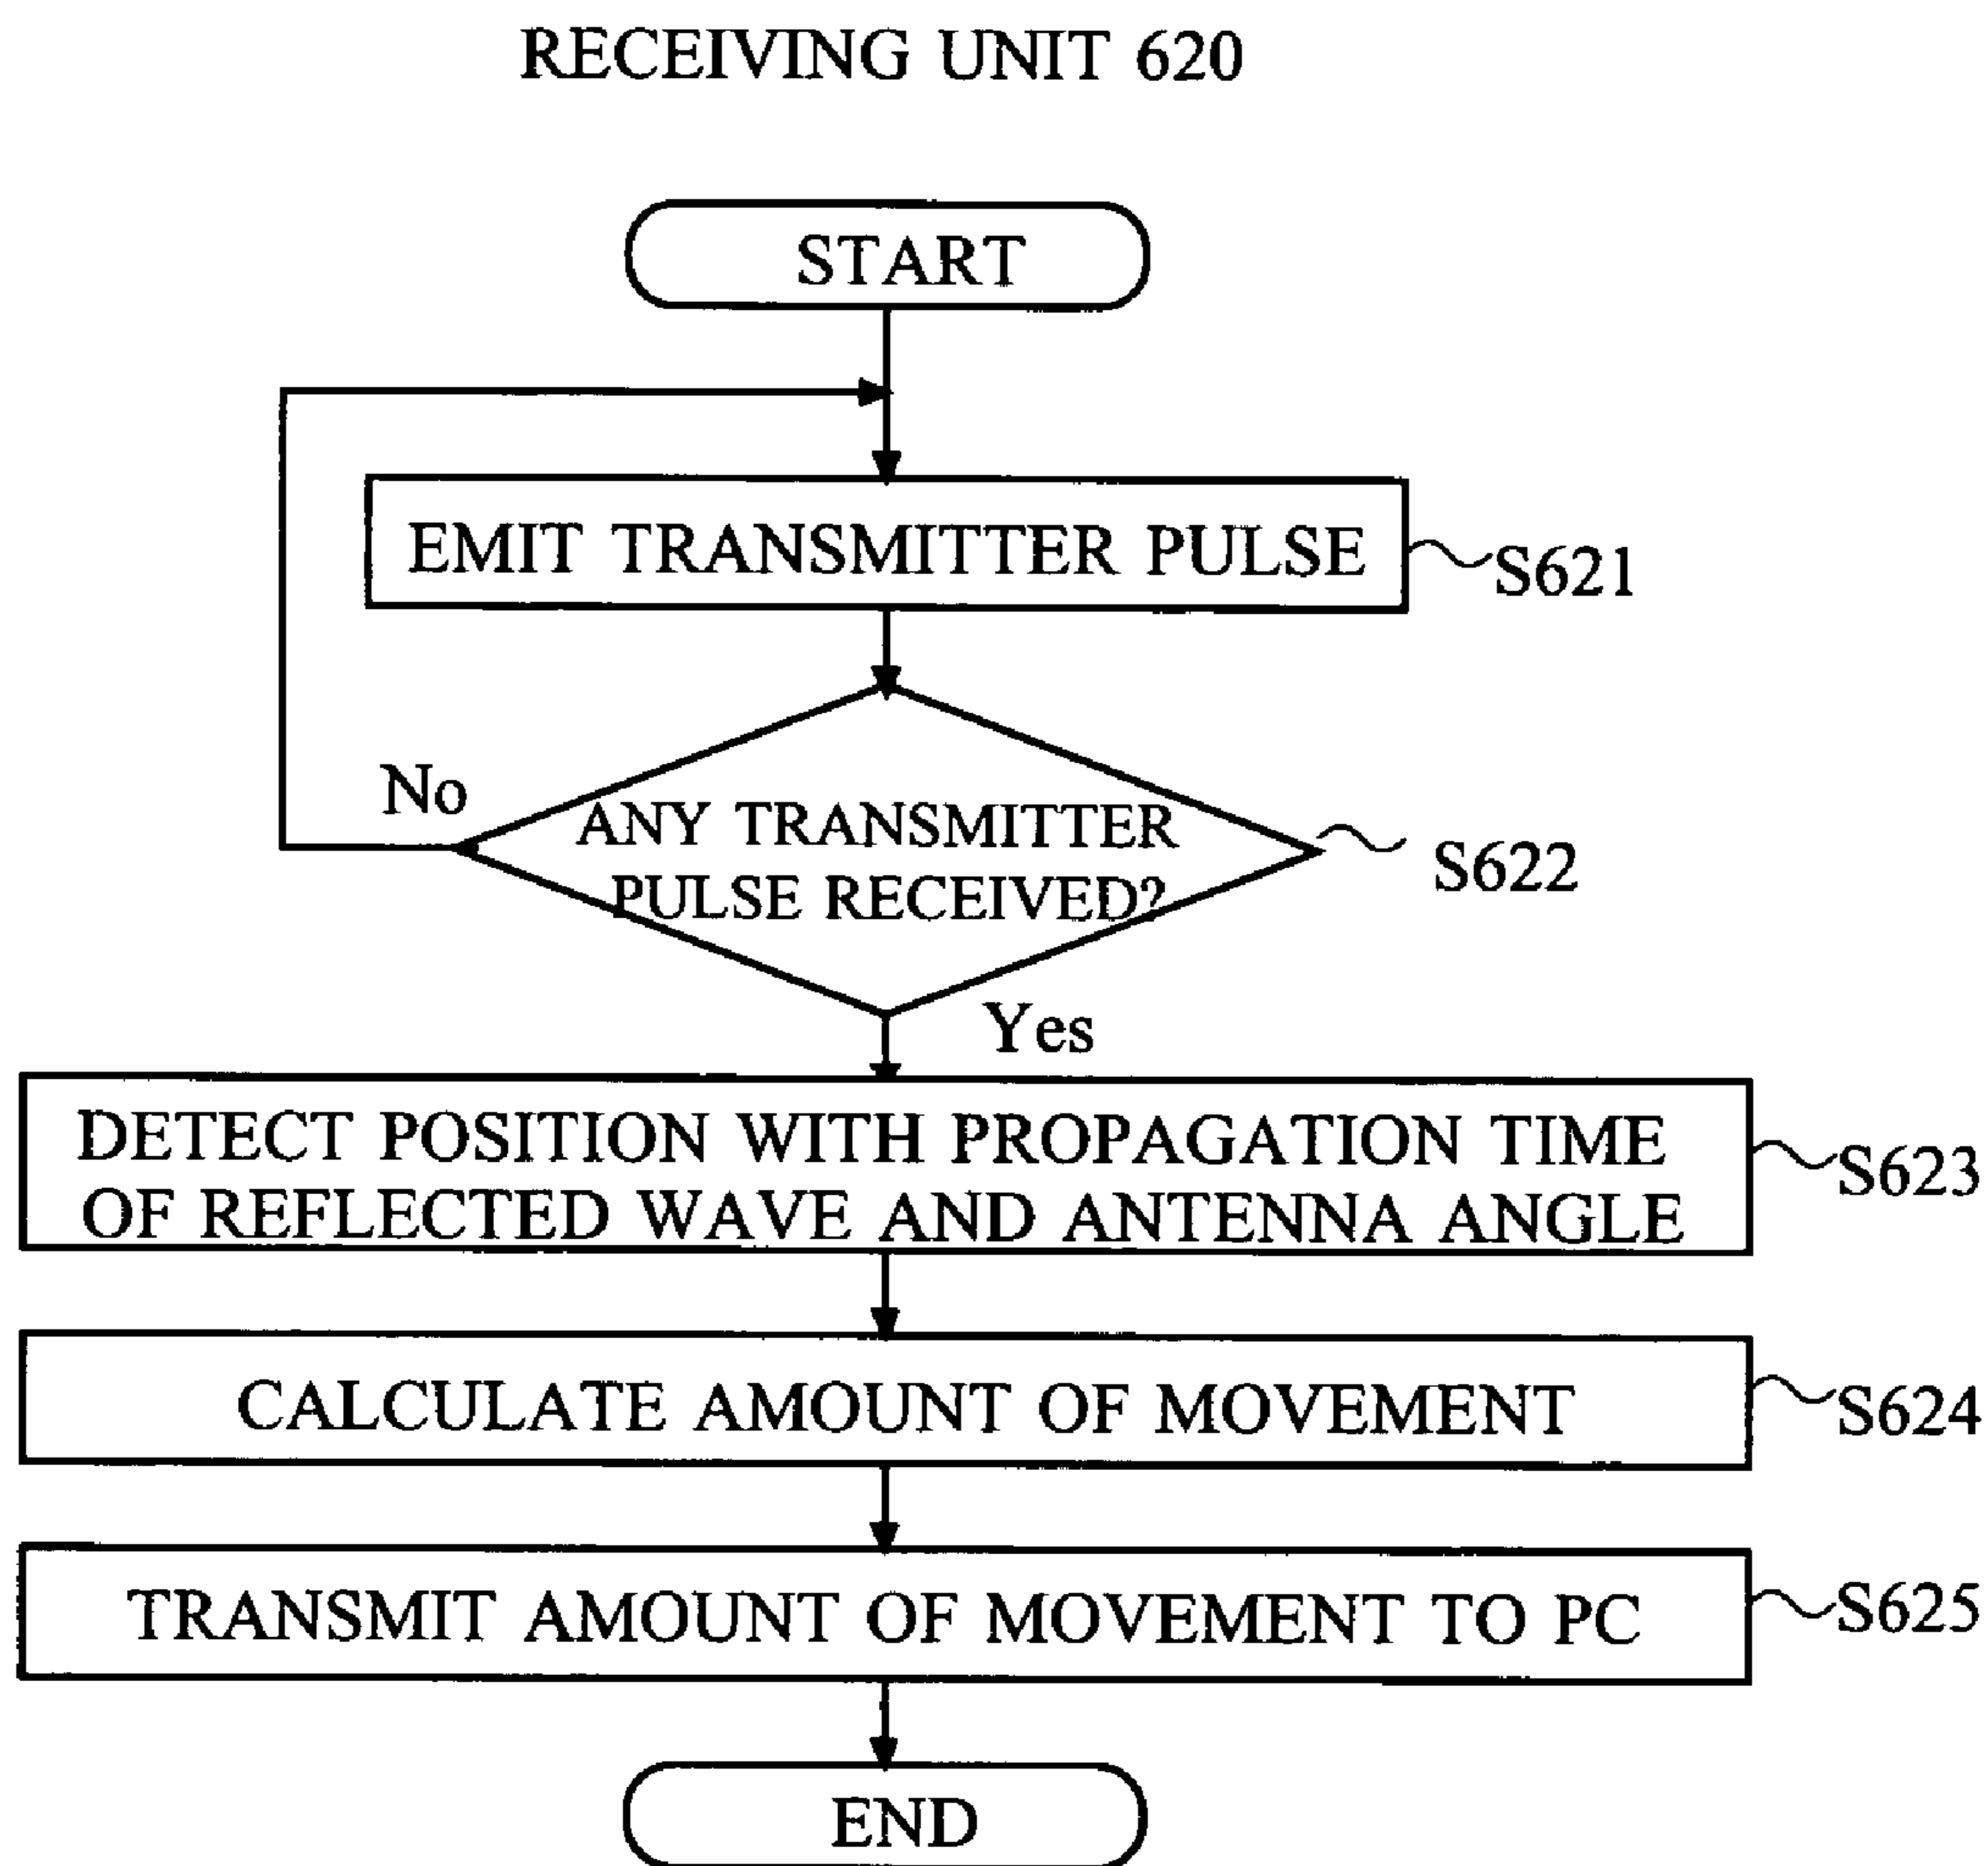 RECEIVING UNIT 620
START
EMIT TRANSMITTER PULSE
S621
No
ANY TRANSMITTER
PULSE RECEIVED?
S622
Yes
DETECT POSITION WITH PROPAGATION TIME
OF REFLECTED WAVE AND ANTENNA ANGLE
S623
CALCULATE AMOUNT OF MOVEMENT
S624
TRANSMIT AMOUNT OF MOVEMENT TO PC
S625
END